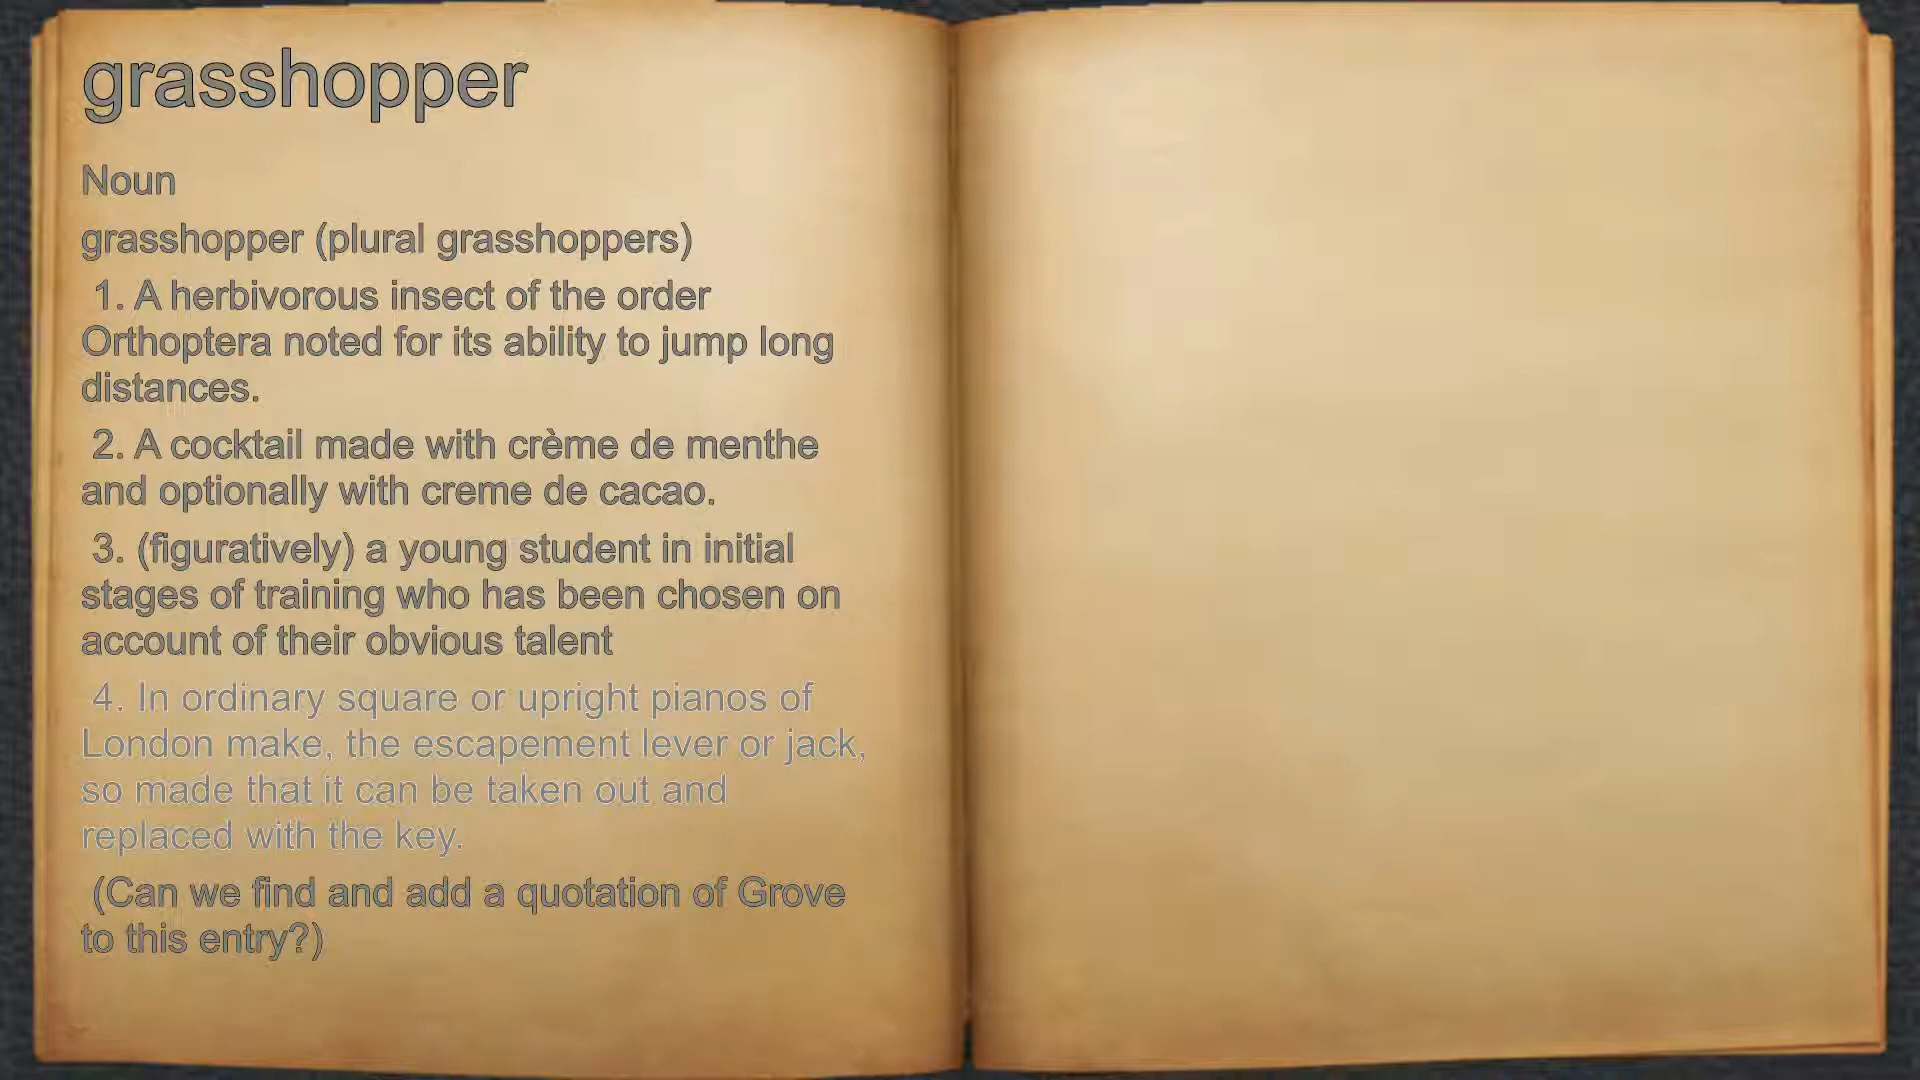 grasshopper
Noun
grasshopper (plural grasshoppers)
1. A herbivorous insect of the order
Orthoptera noted for its ability to jump long
distances.
2. A cocktail made with crème de menthe
and optionally with creme de cacao.
3. (figuratively) a young student in initial
stages of training who has been chosen on
account of their obvious talent
4. In ordinary square or upright pianos of
London make, the escapement lever or jack,
so made that it can be taken out and
replaced with the key.
(Can we find and add a quotation of Grove
to this entry?)